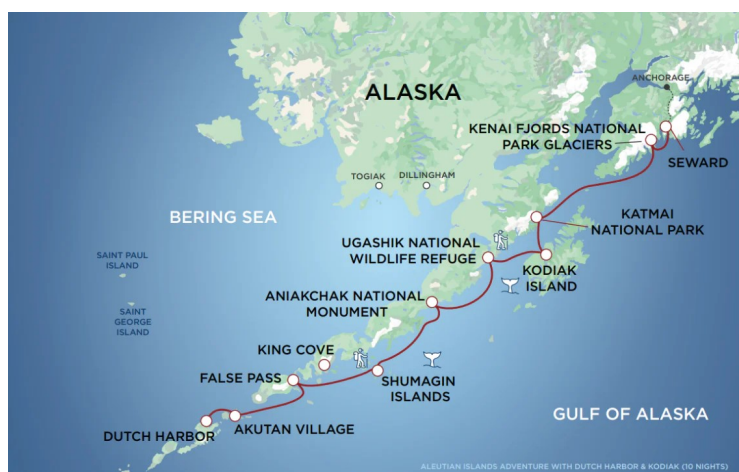 ANCHORAGE
ALASKA
KENAI FJORDS NATIONAL
PARK GLACIERS
SEWARD
TOGIAK
DILLINGHAM
BERING SEA
KATMAI
NATIONAL PARK
UGASHIK NATIONAL
WILDLIFE REFUGE
KODIAK
ISLAND
SAINT PAUL
ISLAND
ANIAKCHAK NATIONAL
MONUMENT
SAINT
GEORGE
ISLAND
KING COVE
FALSE PASS
SHUMAGIN
ISLANDS
GULF OF ALASKA
AKUTAN VILLAGE
DUTCH HARBOR
ALEUTIAN ISLANDS ADVENTURE WITH DUTCH HARBOR & KODIAK (10 NIGHTS)